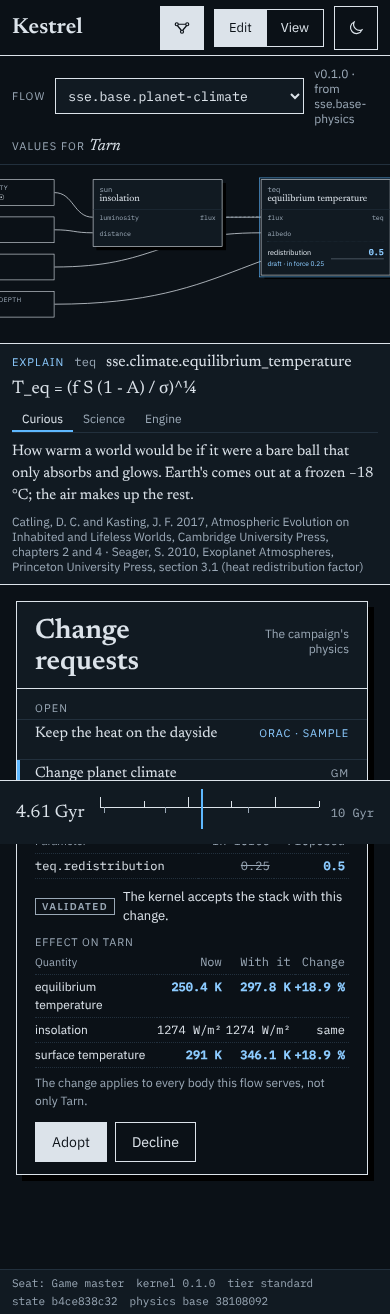 Kestrel
Edit
View
FLOW
sse.base.planet-climate
v0.1.0 ·
from
sse.base-
physics
VALUES FOR Tarn
TY
DEPTH
sun
insolation
luminosity flux
distance
teq
equilibrium temperature
flux teq
albedo
redistribution 0.5
draft · in force 0.25
EXPLAIN teq sse.climate.equilibrium_temperature
T_eq = (f S (1 - A) / σ)^¼
Curious Science Engine
How warm a world would be if it were a bare ball that
only absorbs and glows. Earth's comes out at a frozen −18
°C; the air makes up the rest.
Catling, D. C. and Kasting, J. F. 2017, Atmospheric Evolution on
Inhabited and Lifeless Worlds, Cambridge University Press,
chapters 2 and 4 · Seager, S. 2010, Exoplanet Atmospheres,
Princeton University Press, section 3.1 (heat redistribution factor)
Change
requests
The campaign's
physics
OPEN
Keep the heat on the dayside ORAC · SAMPLE
Change planet climate GM
4.61 Gyr 10 Gyr
teq.redistribution 0.25 0.5
VALIDATED The kernel accepts the stack with this
change.
EFFECT ON TARN
Quantity Now With it Change
equilibrium
temperature 250.4 K 297.8 K +18.9 %
insolation 1274 W/m² 1274 W/m² same
surface temperature 291 K 346.1 K +18.9 %
The change applies to every body this flow serves, not
only Tarn.
Adopt Decline
Seat: Game master kernel 0.1.0 tier standard
state b4ce838c32 physics base 38108092